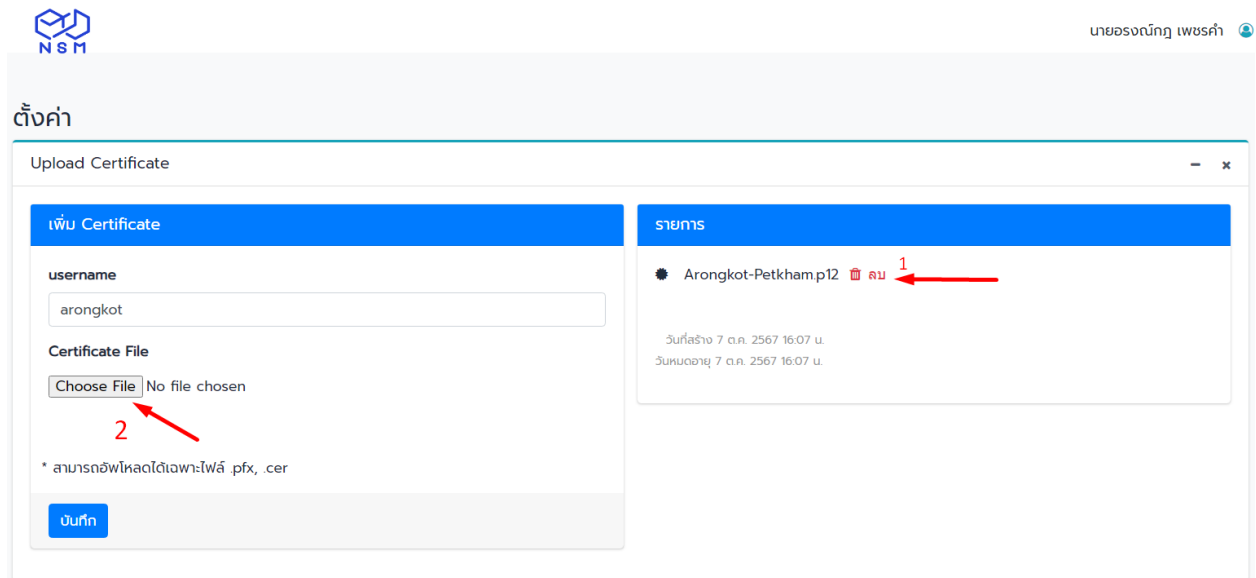 NSM
นายอรงณ์กฎ เพชรคำ
ตั้งค่า
Upload Certificate
เพิ่ม Certificate
username
arongkot
Certificate File
Choose File No file chosen
2
* สามารถอัพโหลดได้เฉพาะไฟล์ .pfx, .cer
บันทึก
รายการ
Arongkot-Petkham.p12 ลบ
1
วันที่สร้าง 7 ต.ค. 2567 16:07 น.
วันหมดอายุ 7 ต.ค. 2567 16:07 น.